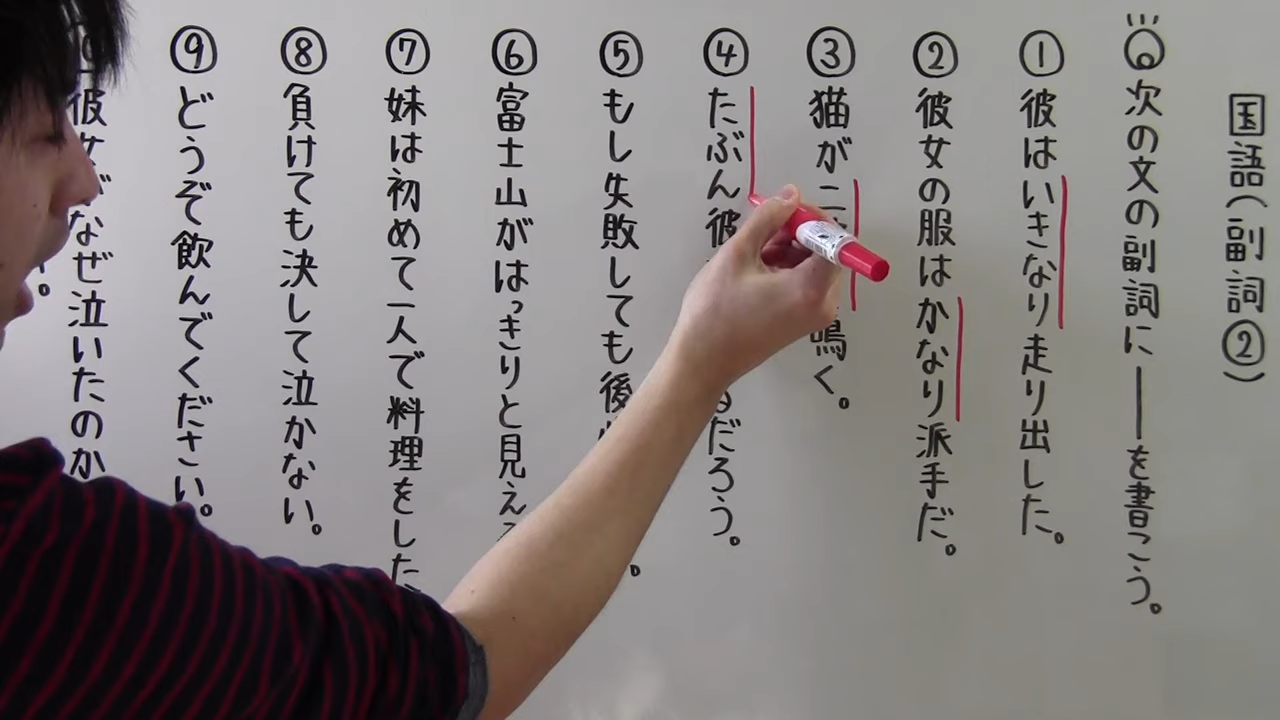 国語(副詞②)
次の文の副詞に――を書こう。
①彼はいきなり走り出した。
②彼女の服はかなり派手だ。
③猫がニ 鳴く。
④たぶん彼 るだろう。
⑤もし失敗しても後 。
⑥富士山がはっきりと見え
⑦妹は初めて一人で料理をした
⑧負けても決して泣かない。
⑨どうぞ飲んでください。
彼女がなぜ泣いたのか